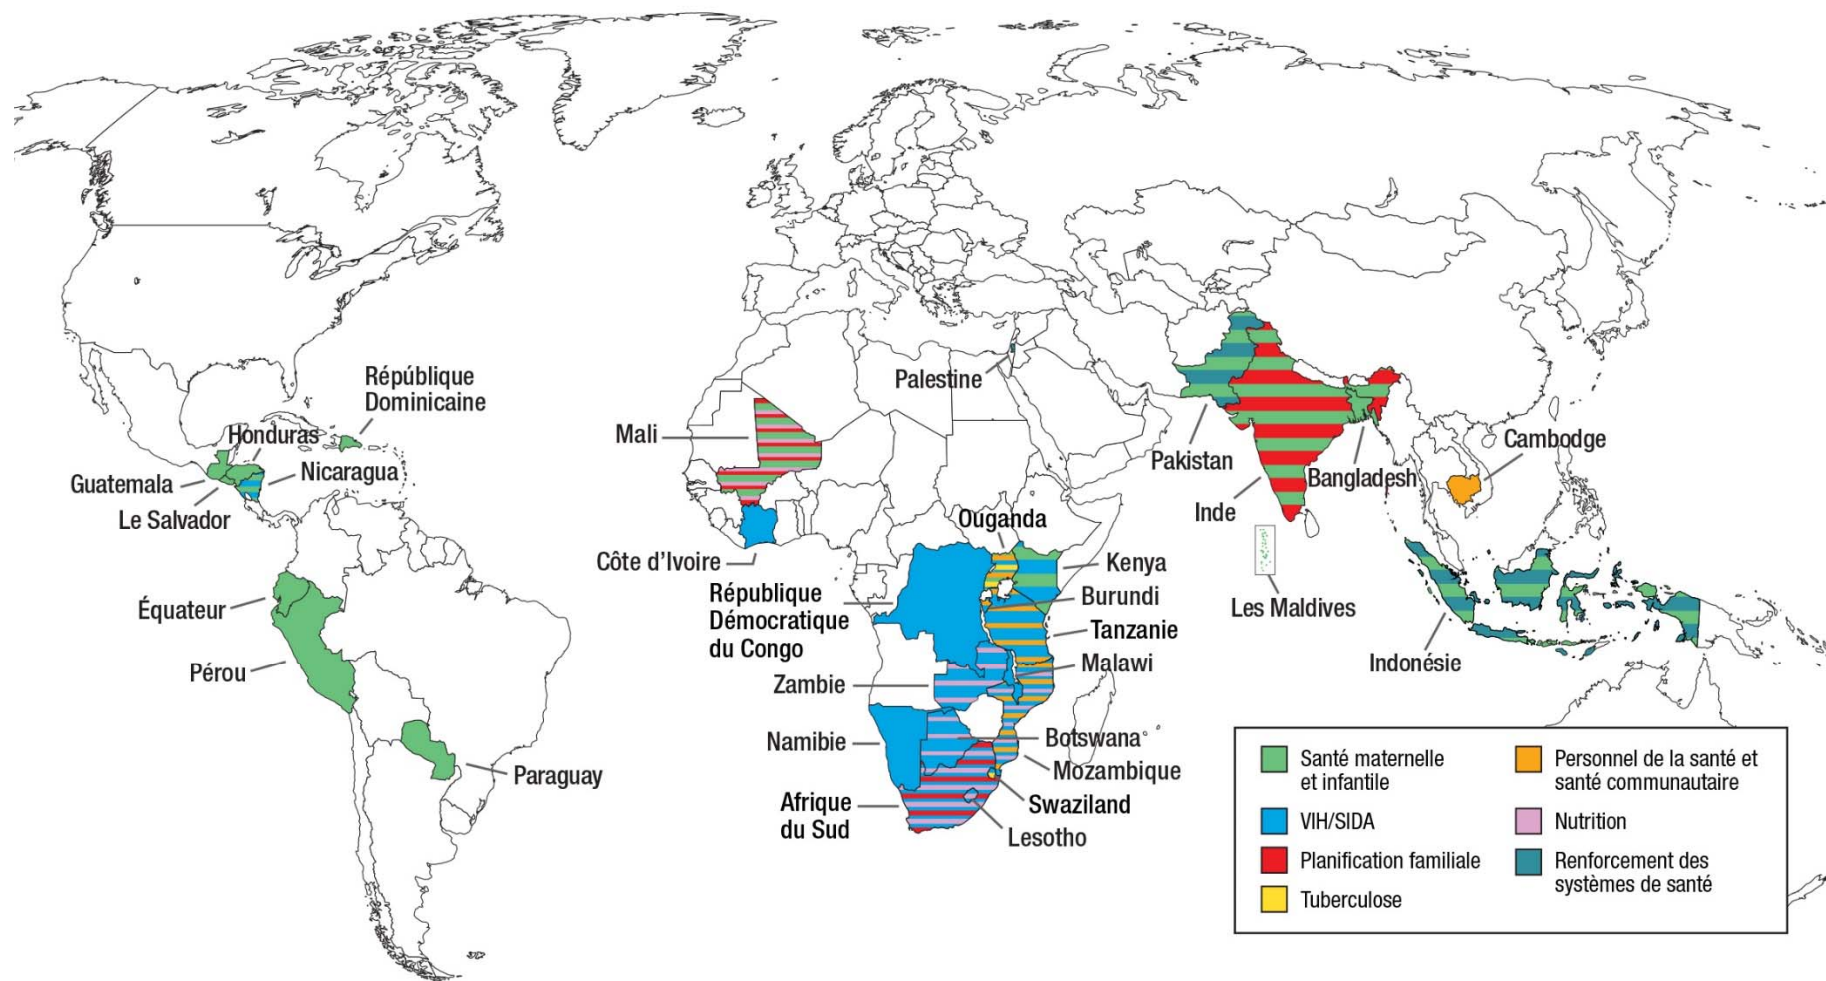 République
Dominicaine
Honduras
Guatemala
Nicaragua
Le Salvador
Équateur
Pérou
Paraguay
Palestine
Mali
Côte d’Ivoire
Ouganda
République
Démocratique
du Congo
Kenya
Burundi
Tanzanie
Malawi
Zambie
Namibie
Botswana
Mozambique
Afrique
du Sud
Swaziland
Lesotho
Pakistan
Inde
Bangladesh
Cambodge
Les Maldives
Indonésie
Santé maternelle
et infantile
VIH/SIDA
Planification familiale
Tuberculose
Personnel de la santé et
santé communautaire
Nutrition
Renforcement des
systèmes de santé